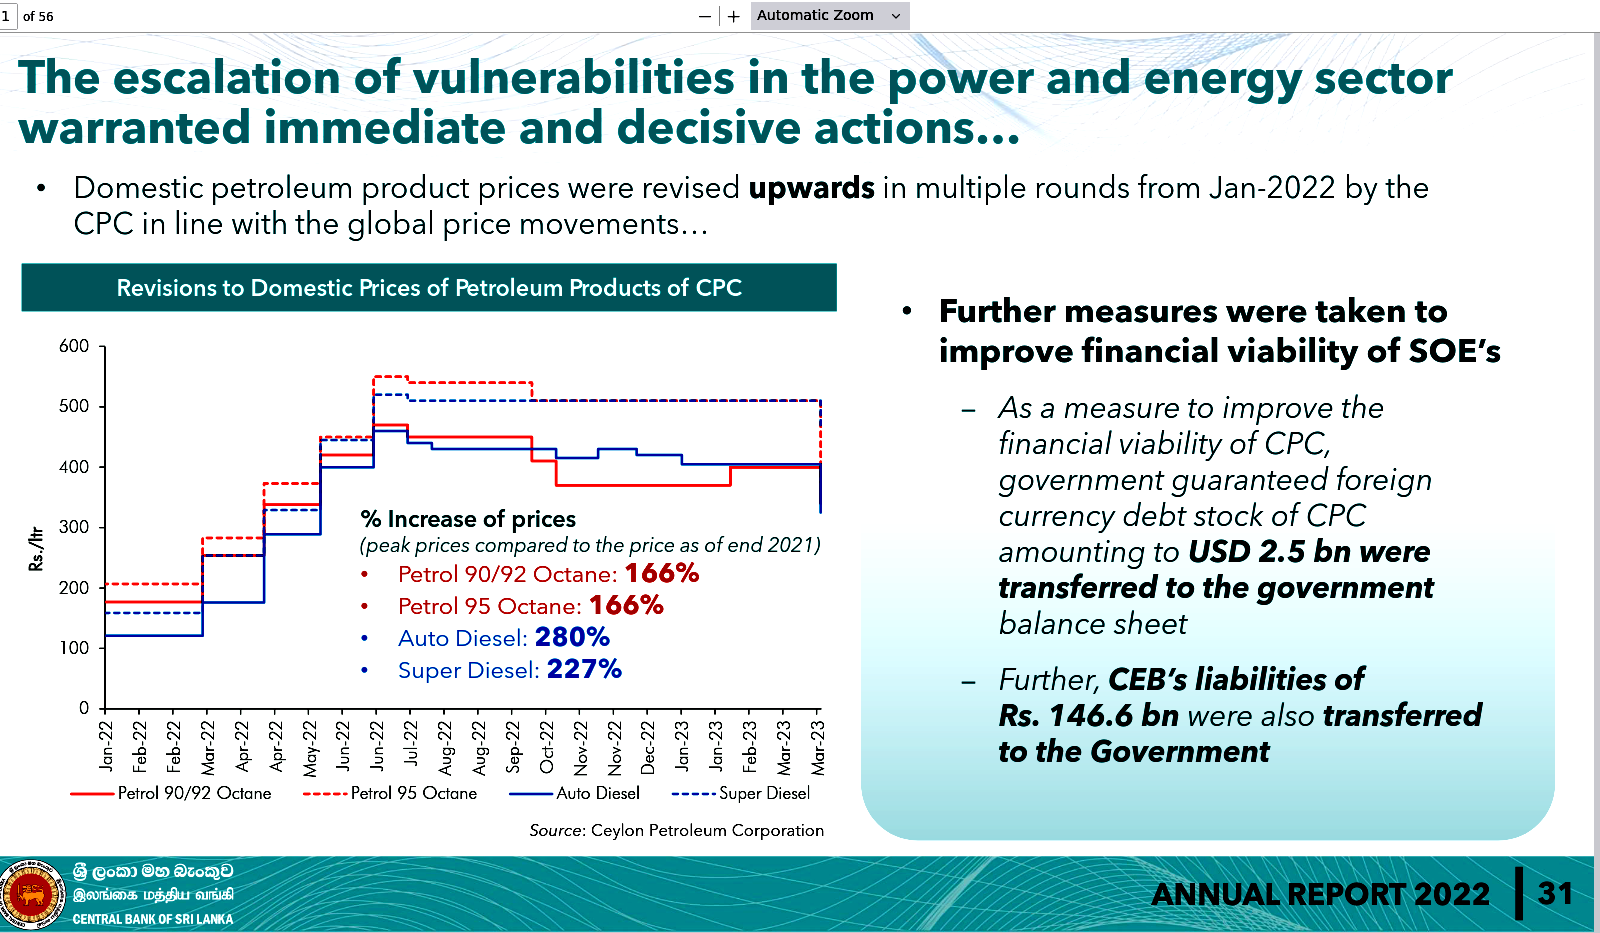 1 of 56
Automatic Zoom
The escalation of vulnerabilities in the power and energy sector
warranted immediate and decisive actions...
• Domestic petroleum product prices were revised upwards in multiple rounds from Jan-2022 by the
CPC in line with the global price movements...
Revisions to Domestic Prices of Petroleum Products of CPC
600
500
400
300
200
100
0
Rs./ltr
% Increase of prices
(peak prices compared to the price as of end 2021)
• Petrol 90/92 Octane: 166%
• Petrol 95 Octane: 166%
• Auto Diesel: 280%
• Super Diesel: 227%
Jan-22
Feb-22
Feb-22
Mar-22
Apr-22
Apr-22
May-22
Jun-22
Jun-22
Jul-22
Aug-22
Aug-22
Sep-22
Oct-22
Nov-22
Nov-22
Dec-22
Jan-23
Jan-23
Feb-23
Mar-23
Mar-23
Petrol 90/92 Octane
Petrol 95 Octane
Auto Diesel
Super Diesel
Source: Ceylon Petroleum Corporation
• Further measures were taken to
improve financial viability of SOE’s
– As a measure to improve the
financial viability of CPC,
government guaranteed foreign
currency debt stock of CPC
amounting to USD 2.5 bn were
transferred to the government
balance sheet
– Further, CEB’s liabilities of
Rs. 146.6 bn were also transferred
to the Government
ශ්‍රී ලංකා මහ බැංකුව
இலங்கை மத்திய வங்கி
CENTRAL BANK OF SRI LANKA
ANNUAL REPORT 2022
31